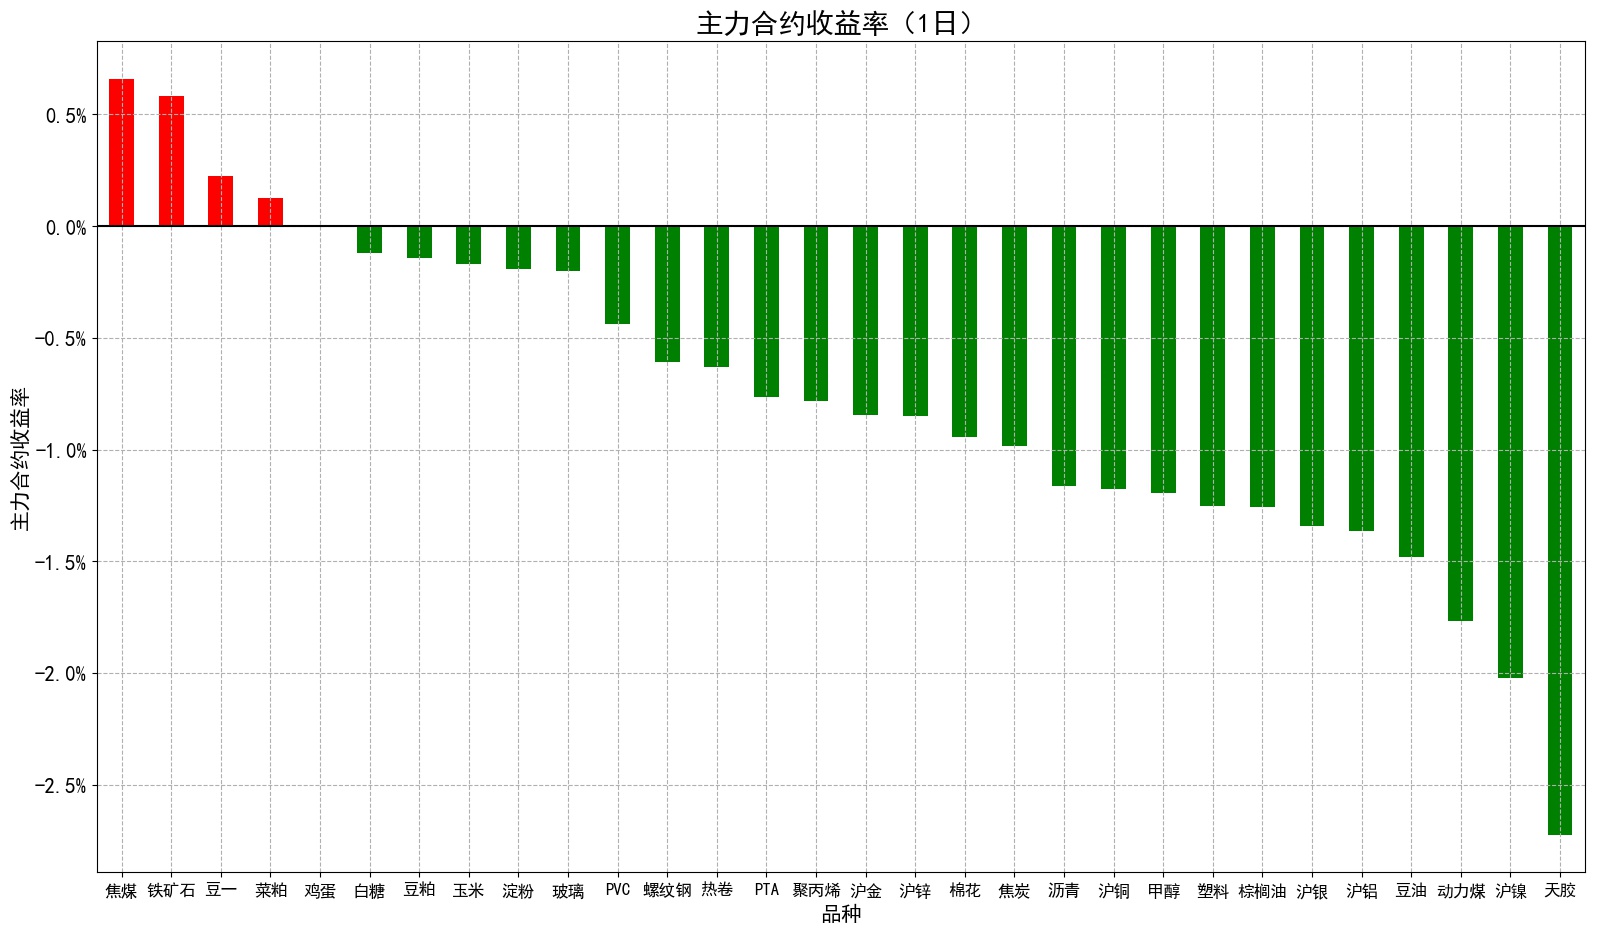 主力合约收益率（1日）
0.5%
0.0%
-0.5%
-1.0%
-1.5%
-2.0%
-2.5%
主力合约收益率
焦煤 铁矿石 豆一 菜粕 鸡蛋 白糖 豆粕 玉米 淀粉 玻璃 PVC 螺纹钢 热卷 PTA 聚丙烯 沪金 沪锌 棉花 焦炭 沥青 沪铜 甲醇 塑料 棕榈油 沪银 沪铝 豆油 动力煤 沪镍 天胶
品种